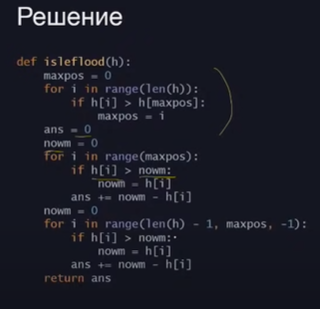 Решение
def isleflood(h):
    maxpos = 0
    for i in range(len(h)):
        if h[i] > h[maxpos]:
            maxpos = i
    ans = 0
    nowm = 0
    for i in range(maxpos):
        if h[i] > nowm:
            nowm = h[i]
        ans += nowm - h[i]
    nowm = 0
    for i in range(len(h) - 1, maxpos, -1):
        if h[i] > nowm:
            nowm = h[i]
        ans += nowm - h[i]
    return ans